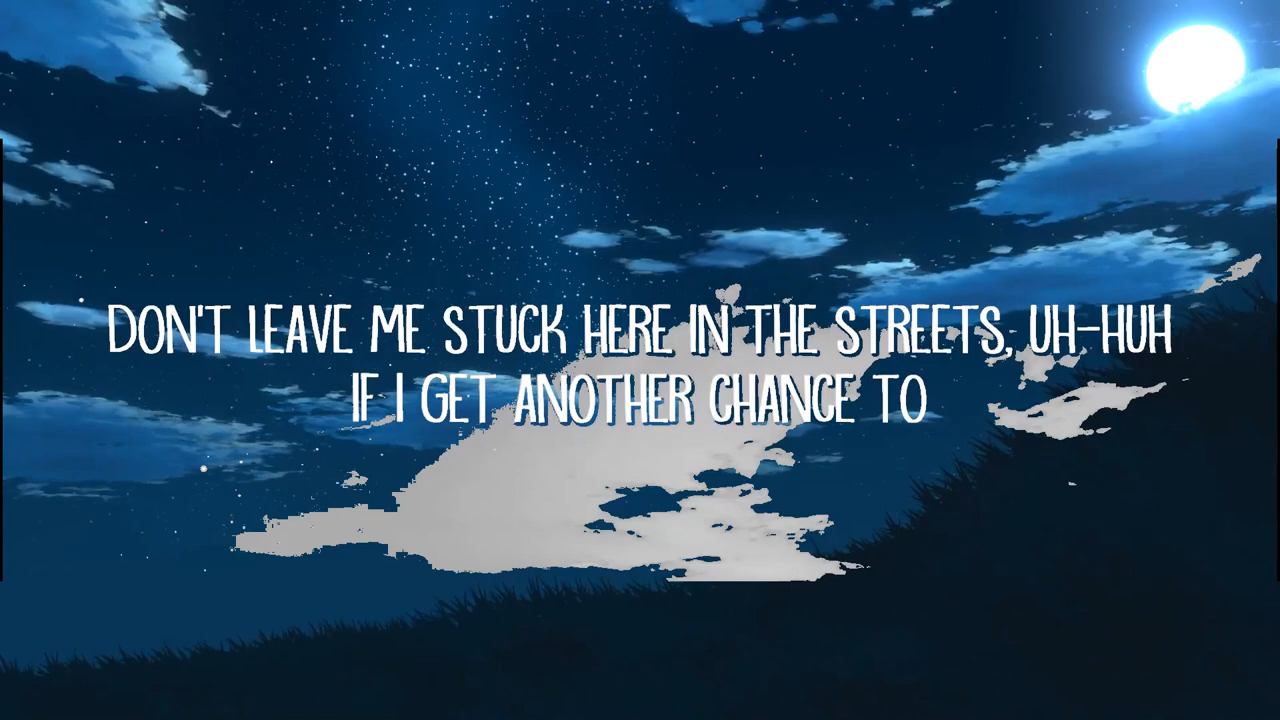 DON'T LEAVE ME STUCK HERE IN THE STREETS, UH-HUH
IF I GET ANOTHER CHANCE TO